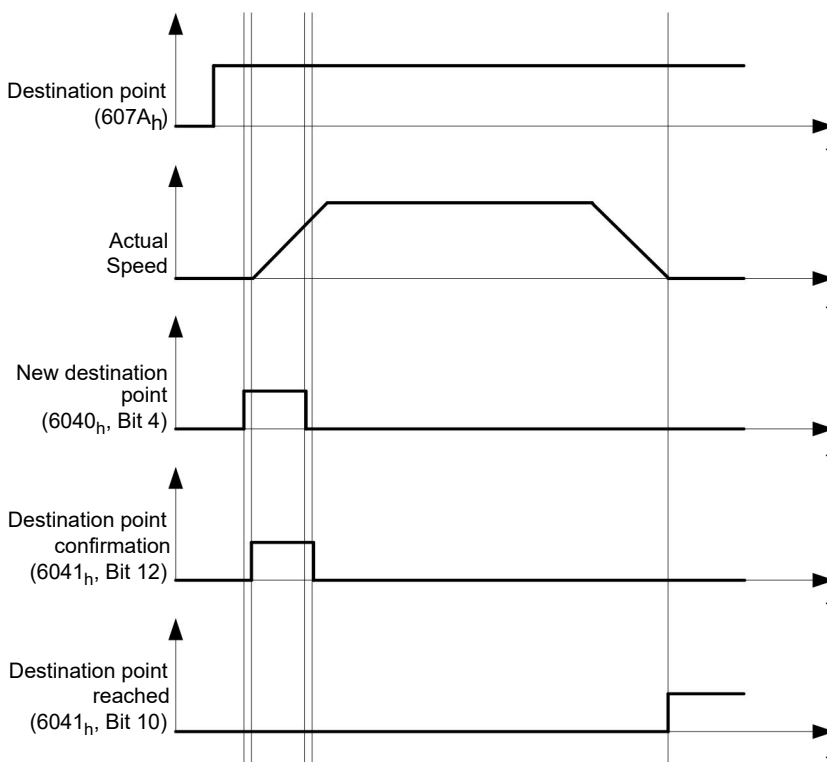 Destination point
(607Ah)
Actual
Speed
New destination
point
(6040h, Bit 4)
Destination point
confirmation
(6041h, Bit 12)
Destination point
reached
(6041h, Bit 10)